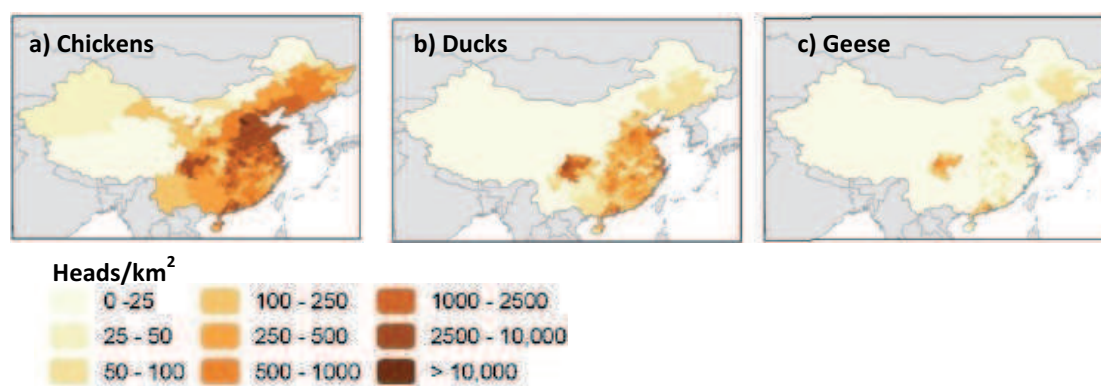 a) Chickens
b) Ducks
c) Geese
Heads/km²
0 -25
100 - 250
1000 - 2500
25 - 50
250 - 500
2500 - 10,000
50 - 100
500 - 1000
> 10,000